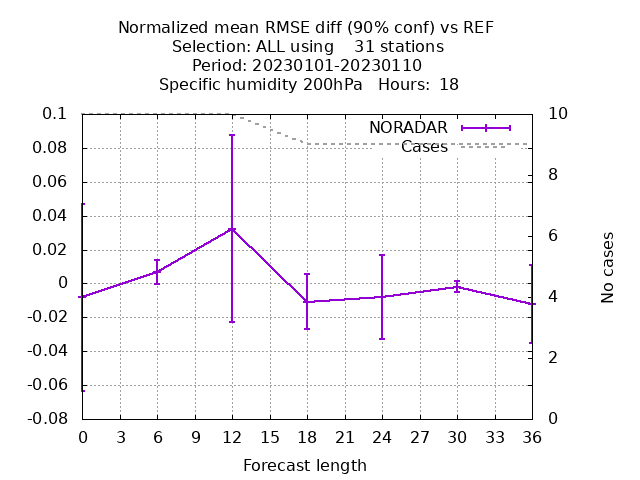 Normalized mean RMSE diff (90% conf) vs REF
Selection: ALL using    31 stations
Period: 20230101-20230110
Specific humidity 200hPa   Hours:  18
0.1
0.08
0.06
0.04
0.02
0
-0.02
-0.04
-0.06
-0.08
NORADAR
Cases
10
8
6
4
2
0
No cases
0 3 6 9 12 15 18 21 24 27 30 33 36
Forecast length